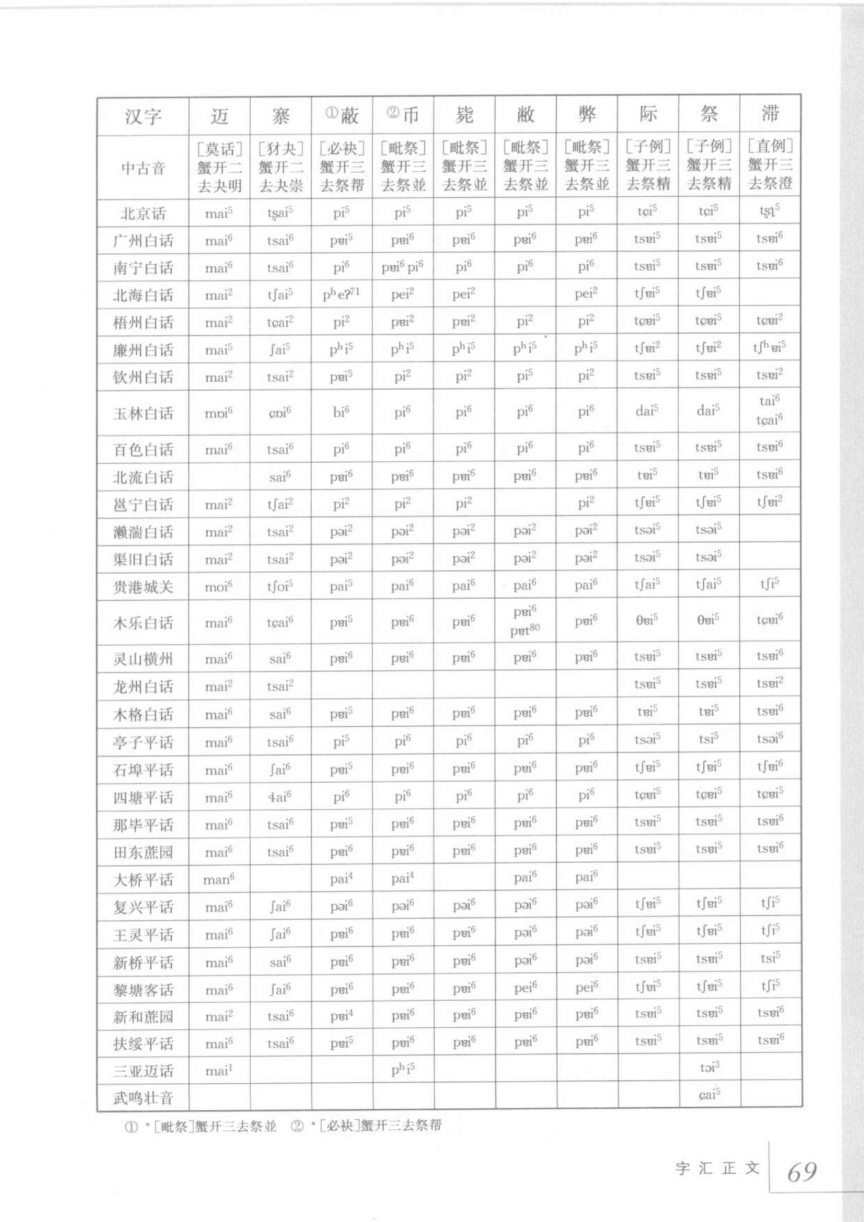 汉字 迈 寨 ①蔽 ②币 毙 敝 弊 际 祭 滞
中古音 [莫话]蟹开二去夬明 [犲夬]蟹开二去夬崇 [必袂]蟹开三去祭帮 [毗祭]蟹开三去祭並 [毗祭]蟹开三去祭並 [毗祭]蟹开三去祭並 [毗祭]蟹开三去祭並 [子例]蟹开三去祭精 [子例]蟹开三去祭精 [直例]蟹开三去祭澄
北京话 mai⁵ tʂai⁵ pi⁵ pi⁵ pi⁵ pi⁵ pi⁵ tɕi⁵ tɕi⁵ tʂʅ⁵
广州白话 mai⁶ tsai⁶ pɐi⁵ pɐi⁶ pɐi⁶ pɐi⁶ pɐi⁶ tsɐi⁵ tsɐi⁵ tsɐi⁶
南宁白话 mai⁶ tsai⁶ pi⁶ pɐi⁶ pi⁶ pi⁶ pi⁶ pi⁶ tsɐi⁵ tsɐi⁵ tsɐi⁶
北海白话 mai² tʃai⁵ pʰeʔ⁷¹ pei² pei² pei² tʃɐi⁵ tʃɐi⁵
梧州白话 mai² tɕai² pi² pɐi² pɐi² pi² pi² tɕɐi⁵ tɕɐi⁵ tɕɐi²
廉州白话 mai⁵ ʃai⁵ pʰi⁵ pʰi⁵ pʰi⁵ pʰi⁵ pʰi⁵ tʃɐi² tʃɐi² tʃʰɐi⁵
钦州白话 mai² tsai² pɐi⁵ pi² pi² pi⁵ pi² tsɐi⁵ tsɐi⁵ tsɐi²
玉林白话 mɒi⁶ ɕɒi⁶ bi⁶ pi⁶ pi⁶ pi⁶ pi⁶ dai⁵ dai⁵ tai⁶ tɕai⁶
百色白话 mai⁶ tsai⁶ pi⁶ pi⁶ pi⁶ pi⁶ pi⁶ tsɐi⁵ tsɐi⁵ tsɐi⁶
北流白话 sai⁶ pɐi⁶ pɐi⁶ pɐi⁶ pɐi⁶ pɐi⁶ tɐi⁵ tɐi⁵ tsɐi⁶
邕宁白话 mai² tʃai² pi² pi² pi² pi² tʃɐi⁵ tʃɐi⁵ tʃɐi²
濑湍白话 mai² tsai² pəi² pəi² pəi² pəi² pəi² tsəi⁵ tsəi⁵
渠旧白话 mai² tsai² pəi² pəi² pəi² pəi² pəi² tsəi⁵ tsəi⁵
贵港城关 moi⁶ tʃoi⁵ pai⁵ pai⁶ pai⁶ pai⁶ pai⁶ tʃai⁵ tʃai⁵ tʃi⁵
木乐白话 mai⁶ tɕai⁶ pɐi⁵ pɐi⁶ pɐi⁶ pɐi⁶ pɐt⁸⁰ pɐi⁶ θɐi⁵ θɐi⁵ tɕɐi⁶
灵山横州 mai⁶ sai⁶ pɐi⁶ pɐi⁶ pɐi⁶ pɐi⁶ pɐi⁶ tsɐi⁵ tsɐi⁵ tsɐi⁶
龙州白话 mai² tsai² tsɐi⁵ tsɐi⁵ tsɐi²
木格白话 mai⁶ sai⁶ pɐi⁵ pɐi⁶ pɐi⁶ pɐi⁶ pɐi⁶ tɐi⁵ tɐi⁵ tsɐi⁶
亭子平话 mai⁶ tsai⁶ pi⁵ pi⁶ pi⁶ pi⁶ pi⁶ tsəi⁵ tsi⁵ tsəi⁶
石埠平话 mai⁶ ʃai⁶ pɐi⁵ pɐi⁶ pɐi⁶ pɐi⁶ pɐi⁶ tʃɐi⁵ tʃɐi⁵ tʃɐi⁶
四塘平话 mai⁶ ɬai⁶ pi⁶ pi⁶ pi⁶ pi⁶ pi⁶ tɕɐi⁵ tɕɐi⁵ tɕɐi⁵
那毕平话 mai⁶ tsai⁶ pɐi⁵ pɐi⁶ pɐi⁶ pɐi⁶ pɐi⁶ tsɐi⁵ tsɐi⁵ tsɐi⁶
田东蔗园 mai⁶ tsai⁶ pɐi⁶ pɐi⁶ pɐi⁶ pɐi⁶ pɐi⁶ tsɐi⁵ tsɐi⁵ tsɐi⁶
大桥平话 man⁶ pai⁴ pai⁴ pai⁶ pai⁶
复兴平话 mai⁶ ʃai⁶ pəi⁶ pəi⁶ pəi⁶ pəi⁶ pəi⁶ tʃɐi⁵ tʃɐi⁵ tʃi⁵
王灵平话 mai⁶ ʃai⁶ pɐi⁶ pɐi⁶ pɐi⁶ pəi⁶ pəi⁶ tʃɐi⁵ tʃɐi⁵ tʃi⁵
新桥平话 mai⁶ sai⁶ pɐi⁶ pɐi⁶ pɐi⁶ pəi⁶ pəi⁶ tsɐi⁵ tsɐi⁵ tsi⁵
黎塘客话 mai⁶ ʃai⁶ pɐi⁶ pɐi⁶ pɐi⁶ pei⁶ pei⁶ tʃɐi⁵ tʃɐi⁵ tʃi⁵
新和蔗园 mai² tsai⁶ pɐi⁴ pɐi⁶ pɐi⁶ pɐi⁶ pɐi⁶ tsɐi⁵ tsɐi⁵ tsɐi⁶
扶绥平话 mai⁶ tsai⁶ pɐi⁵ pɐi⁶ pɐi⁶ pɐi⁶ pɐi⁶ tsɐi⁵ tsɐi⁵ tsɐi⁶
三亚迈话 mai¹ pʰi⁵ təi³
武鸣壮音 ɕai⁵
① *[毗祭]蟹开三去祭並 ② *[必袂]蟹开三去祭帮
字汇正文 69